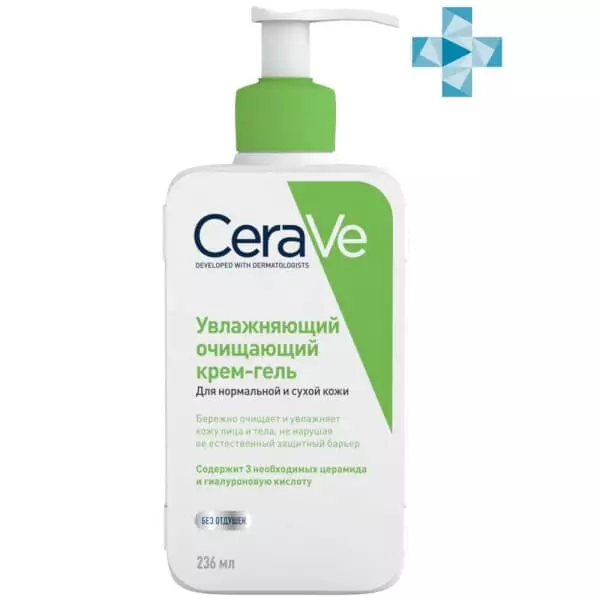 CeraVe
DEVELOPED WITH DERMATOLOGISTS
Увлажняющий
очищающий
крем-гель
Для нормальной и сухой кожи
Бережно очищает и увлажняет
кожу лица и тела, не нарушая
ее естественный защитный барьер
Содержит 3 необходимых церамида
и гиалуроновую кислоту
БЕЗ ОТДУШЕК
236 мл